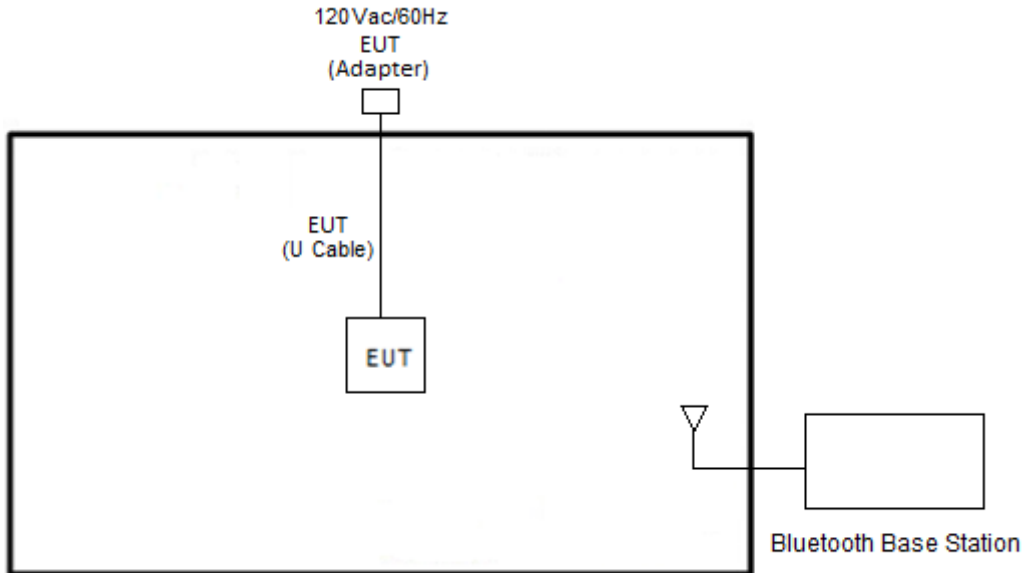 120Vac/60Hz
EUT
(Adapter)
EUT
(U Cable)
EUT
Bluetooth Base Station